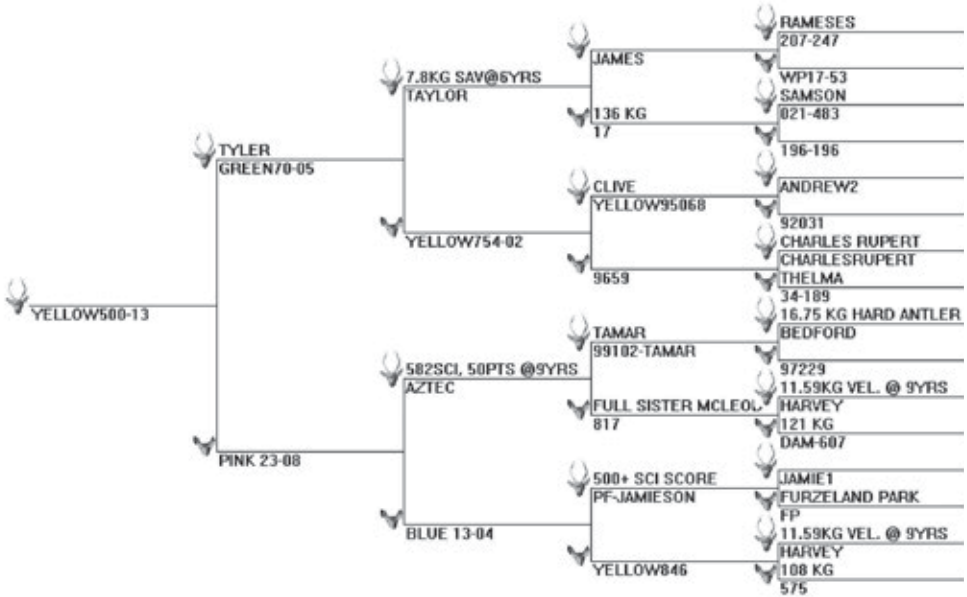 RAMESES
207-247
JAMES
WP17-53
7.8KG SAV@6YRS
TAYLOR
SAMSON
136 KG
021-483
17
196-196
TYLER
GREEN70-05
CLIVE
ANDREW2
YELLOW95068
92031
YELLOW754-02
CHARLES RUPERT
CHARLESRUPERT
9659
THELMA
34-189
YELLOW500-13
16.75 KG HARD ANTLER
TAMAR
BEDFORD
99102-TAMAR
582SCI, 50PTS @9YRS
97229
AZTEC
11.59KG VEL. @ 9YRS
FULL SISTER MCLEOD
HARVEY
817
121 KG
DAM-607
PINK 23-08
500+ SCI SCORE
JAMIE1
PF-JAMIESON
FURZELAND PARK
FP
BLUE 13-04
11.59KG VEL. @ 9YRS
HARVEY
YELLOW846
108 KG
575